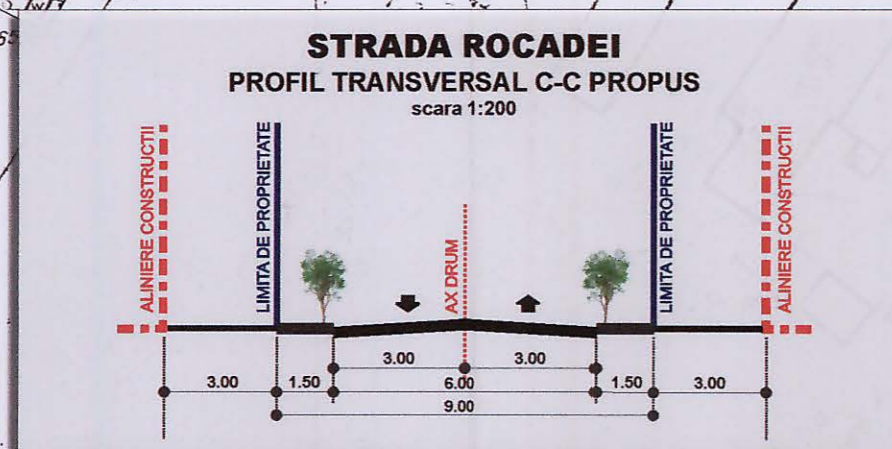 65
STRADA ROCADEI
PROFIL TRANSVERSAL C-C PROPUS
scara 1:200
ALINIERE CONSTRUCTII
LIMITA DE PROPRIETATE
AX DRUM
LIMITA DE PROPRIETATE
ALINIERE CONSTRUCTII
3.00 3.00
3.00 1.50 6.00 1.50 3.00
9.00